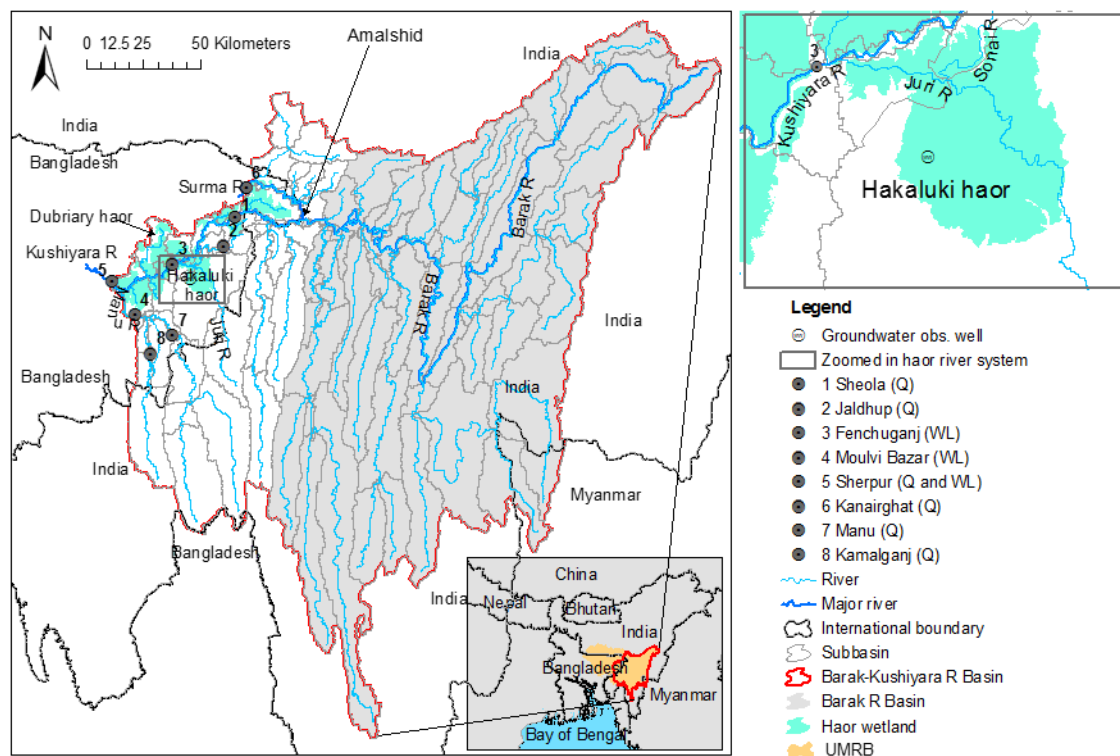 N
0 12.5 25 50 Kilometers
Amalshid
India
India
Bangladesh
Surma R
6
1
Dubriary haor
2
Kushiyara R
3
5
Hakaluki
haor
Manu R
4
7
8
Juri R
Barak R
Barak R
India
Bangladesh
India
India
Myanmar
Bangladesh
India
China
Nepal
Bhutan
India
Bangladesh
Myanmar
Bay of Bengal
3
Kushiyara R
Juri R
Sonai R
Hakaluki haor
Legend
Groundwater obs. well
Zoomed in haor river system
1 Sheola (Q)
2 Jaldhup (Q)
3 Fenchuganj (WL)
4 Moulvi Bazar (WL)
5 Sherpur (Q and WL)
6 Kanairghat (Q)
7 Manu (Q)
8 Kamalganj (Q)
River
Major river
International boundary
Subbasin
Barak-Kushiyara R Basin
Barak R Basin
Haor wetland
UMRB